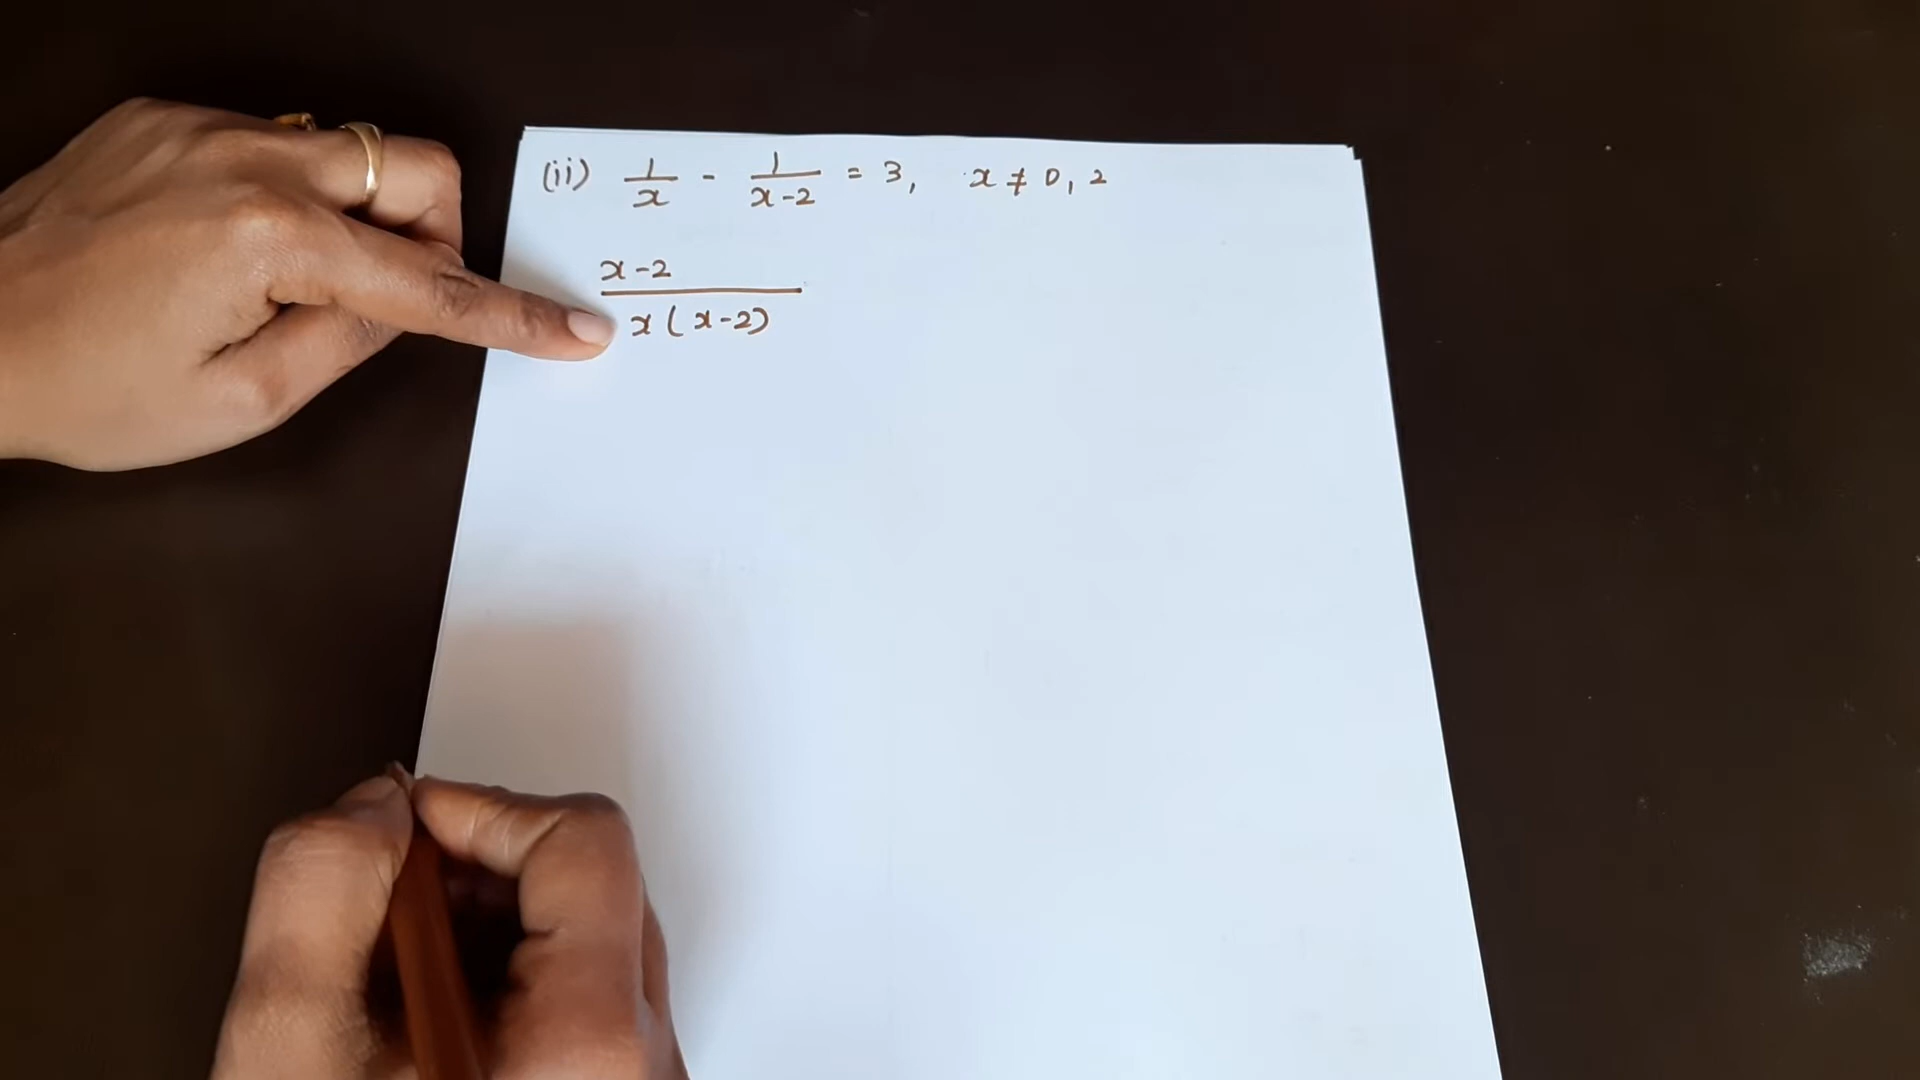 (ii) 1/x - 1/(x-2) = 3, x ≠ 0, 2
x-2
x(x-2)